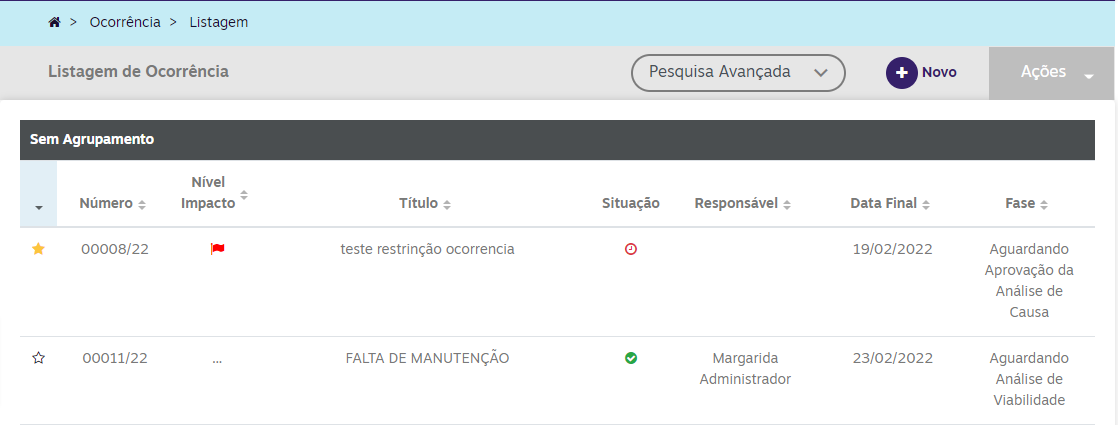 > Ocorrência > Listagem
Listagem de Ocorrência
Pesquisa Avançada
+ Novo
Ações
Sem Agrupamento
Número
Nível
Impacto
Título
Situação
Responsável
Data Final
Fase
00008/22
teste restrinção ocorrencia
19/02/2022
Aguardando
Aprovação da
Análise de
Causa
00011/22
...
FALTA DE MANUTENÇÃO
Margarida
Administrador
23/02/2022
Aguardando
Análise de
Viabilidade